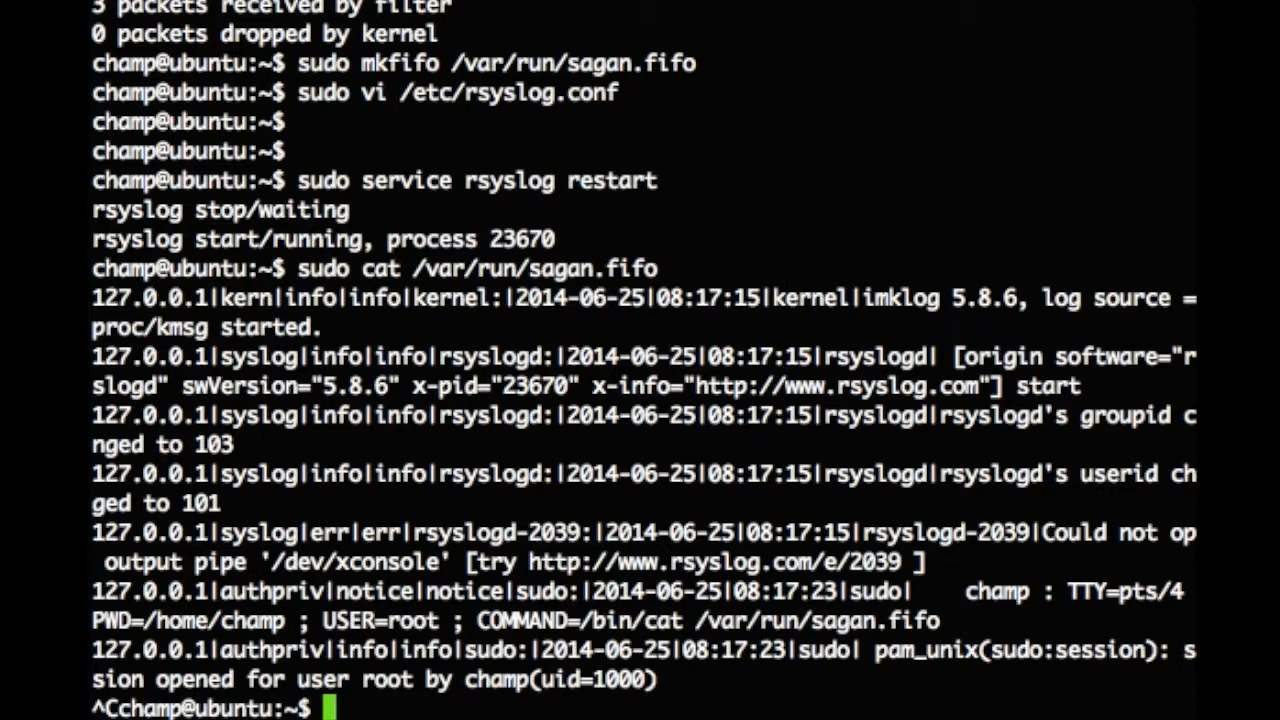 3 packets received by filter
0 packets dropped by kernel
champ@ubuntu:~$ sudo mkfifo /var/run/sagan.fifo
champ@ubuntu:~$ sudo vi /etc/rsyslog.conf
champ@ubuntu:~$
champ@ubuntu:~$
champ@ubuntu:~$ sudo service rsyslog restart
rsyslog stop/waiting
rsyslog start/running, process 23670
champ@ubuntu:~$ sudo cat /var/run/sagan.fifo
127.0.0.1|kern|info|info|kernel:|2014-06-25|08:17:15|kernel|imklog 5.8.6, log source =
proc/kmsg started.
127.0.0.1|syslog|info|info|rsyslogd:|2014-06-25|08:17:15|rsyslogd| [origin software="r
slogd" swVersion="5.8.6" x-pid="23670" x-info="http://www.rsyslog.com"] start
127.0.0.1|syslog|info|info|rsyslogd:|2014-06-25|08:17:15|rsyslogd|rsyslogd's groupid c
nged to 103
127.0.0.1|syslog|info|info|rsyslogd:|2014-06-25|08:17:15|rsyslogd|rsyslogd's userid ch
ged to 101
127.0.0.1|syslog|err|err|rsyslogd-2039:|2014-06-25|08:17:15|rsyslogd-2039|Could not op
output pipe '/dev/xconsole' [try http://www.rsyslog.com/e/2039 ]
127.0.0.1|authpriv|notice|notice|sudo:|2014-06-25|08:17:23|sudo|    champ : TTY=pts/4
PWD=/home/champ ; USER=root ; COMMAND=/bin/cat /var/run/sagan.fifo
127.0.0.1|authpriv|info|info|sudo:|2014-06-25|08:17:23|sudo| pam_unix(sudo:session): s
sion opened for user root by champ(uid=1000)
^Cchamp@ubuntu:~$